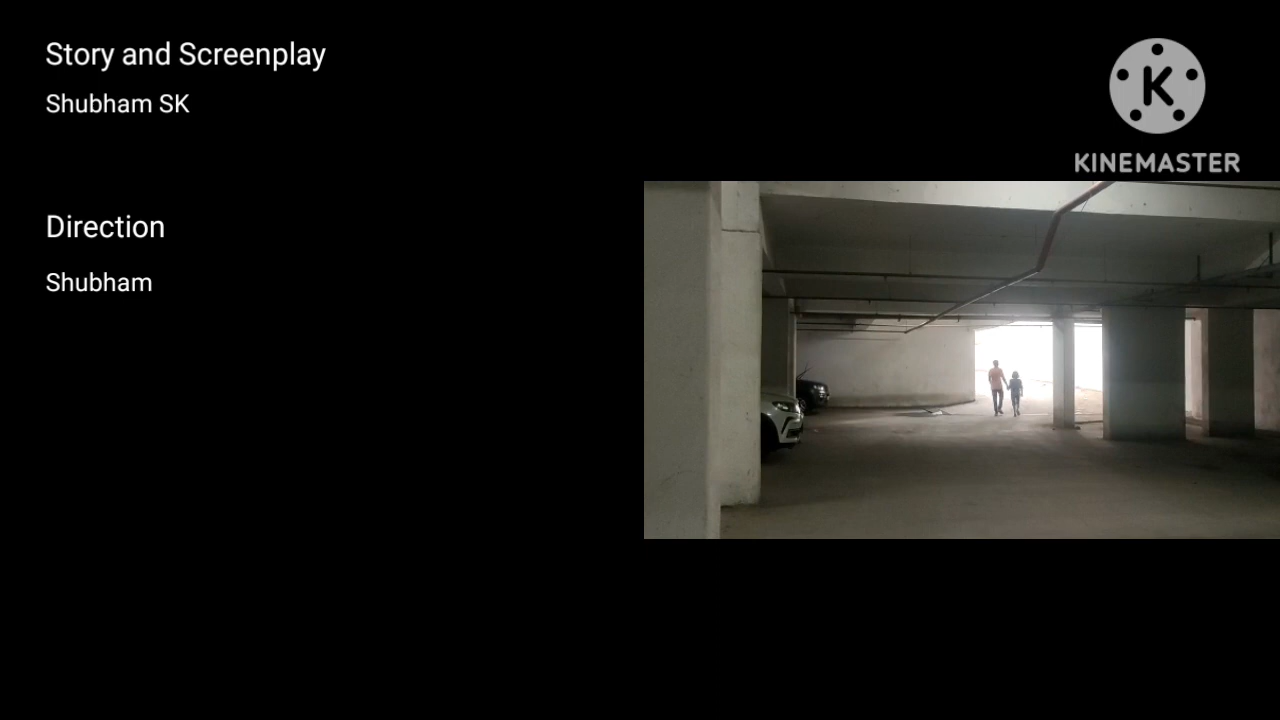 Story and Screenplay
Shubham SK
KINEMASTER
Direction
Shubham